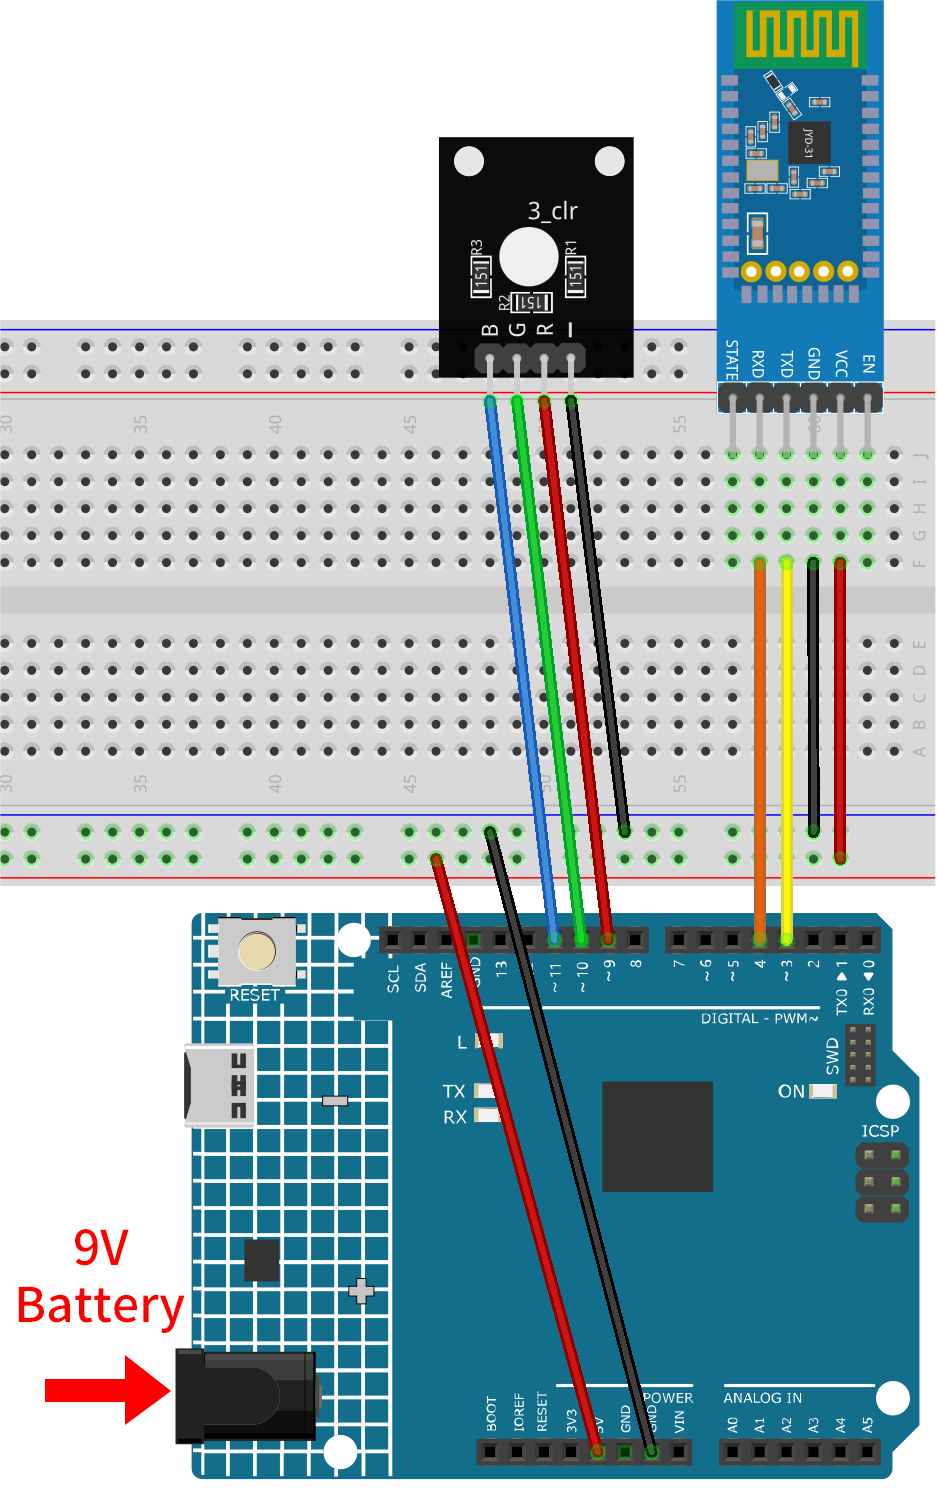 JYD-31
3_clr
R3
R1
151
151
R2
151
B
G
R
—
STATE
RXD
TXD
GND
VCC
EN
30
35
40
45
55
60
J
I
H
G
F
E
D
C
B
A
30
35
40
45
50
55
RESET
SCL
SDA
AREF
GND
13
~11
~10
~9
8
7
~6
~5
4
~3
2
TX0▶1
RX0◀0
DIGITAL - PWM~
L
TX
RX
ON
SWD
ICSP
9V
Battery
BOOT
IOREF
RESET
3V3
5V
GND
GND
VIN
POWER
ANALOG IN
A0
A1
A2
A3
A4
A5